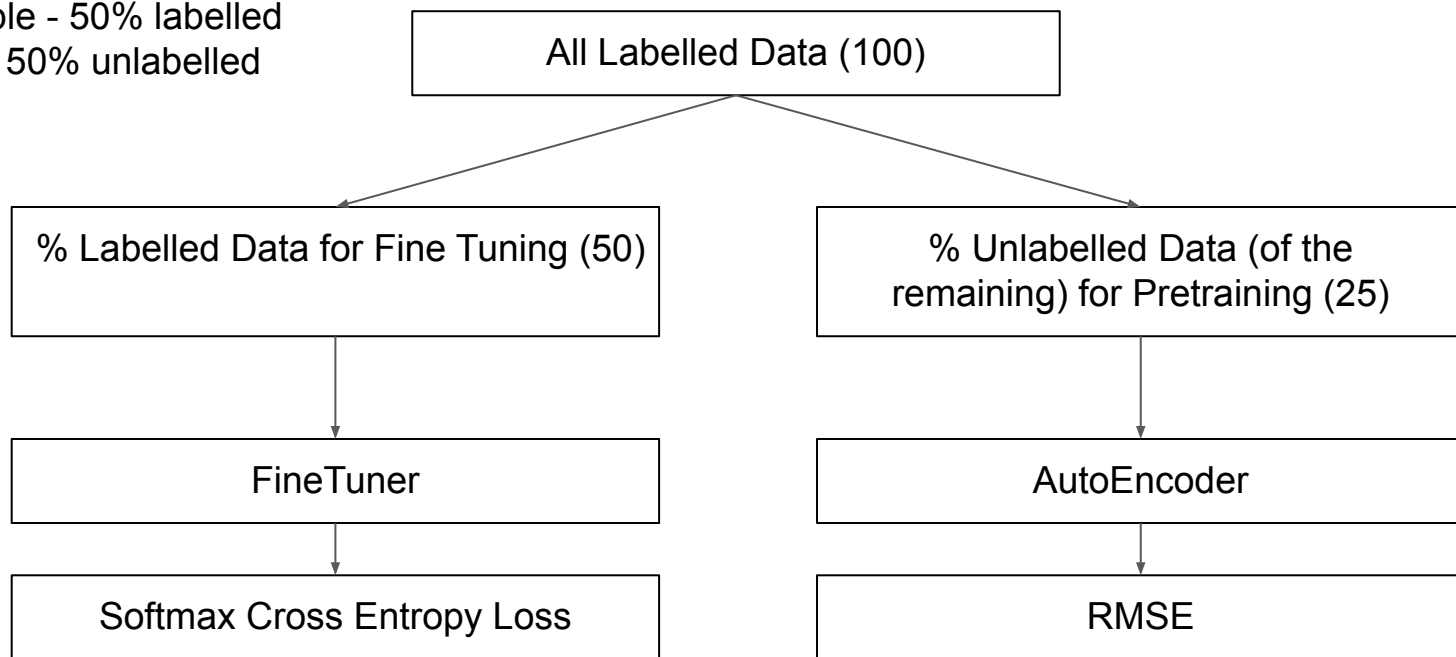 - 50% labelled
50% unlabelled
All Labelled Data (100)
% Labelled Data for Fine Tuning (50)
% Unlabelled Data (of the
remaining) for Pretraining (25)
FineTuner
AutoEncoder
Softmax Cross Entropy Loss
RMSE